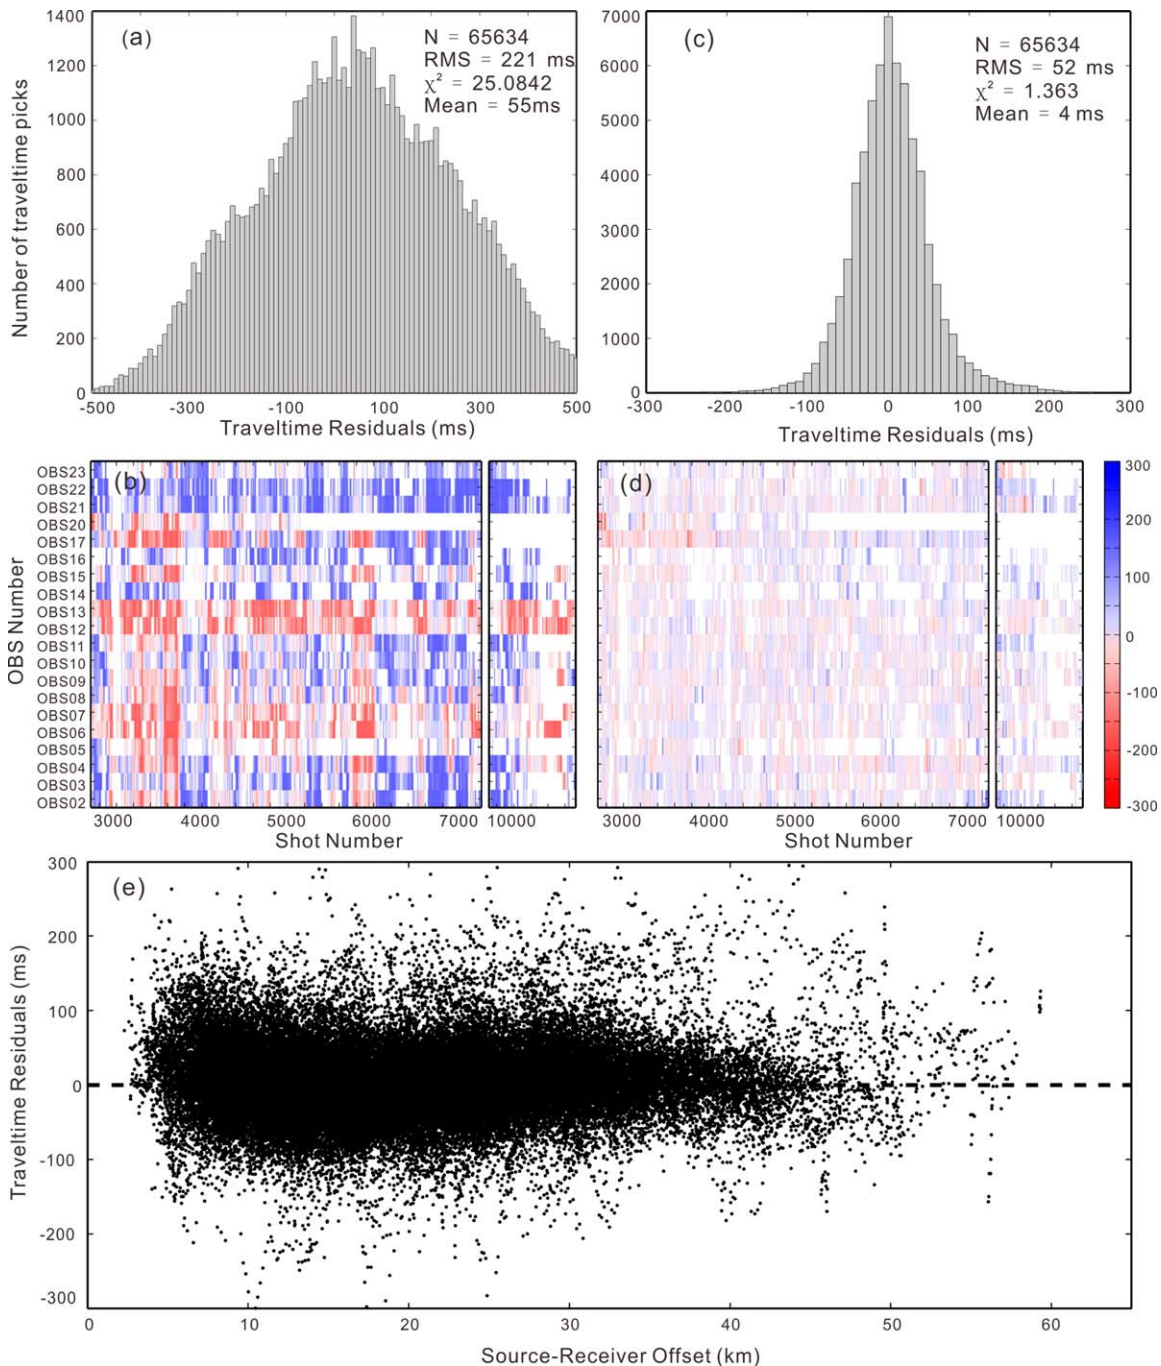 (a)
N = 65634
RMS = 221 ms
χ² = 25.0842
Mean = 55ms
Number of traveltime picks
1400
1200
1000
800
600
400
200
0
-500 -300 -100 100 300 500
Traveltime Residuals (ms)
(c)
N = 65634
RMS = 52 ms
χ² = 1.363
Mean = 4 ms
7000
6000
5000
4000
3000
2000
1000
0
-300 -200 -100 0 100 200 300
Traveltime Residuals (ms)
(b)
OBS Number
OBS23
OBS22
OBS21
OBS20
OBS17
OBS16
OBS15
OBS14
OBS13
OBS12
OBS11
OBS10
OBS09
OBS08
OBS07
OBS06
OBS05
OBS04
OBS03
OBS02
3000 4000 5000 6000 7000 10000
Shot Number
(d)
3000 4000 5000 6000 7000 10000
Shot Number
300
200
100
0
-100
-200
-300
(e)
Traveltime Residuals (ms)
300
200
100
0
-100
-200
-300
0 10 20 30 40 50 60
Source-Receiver Offset (km)